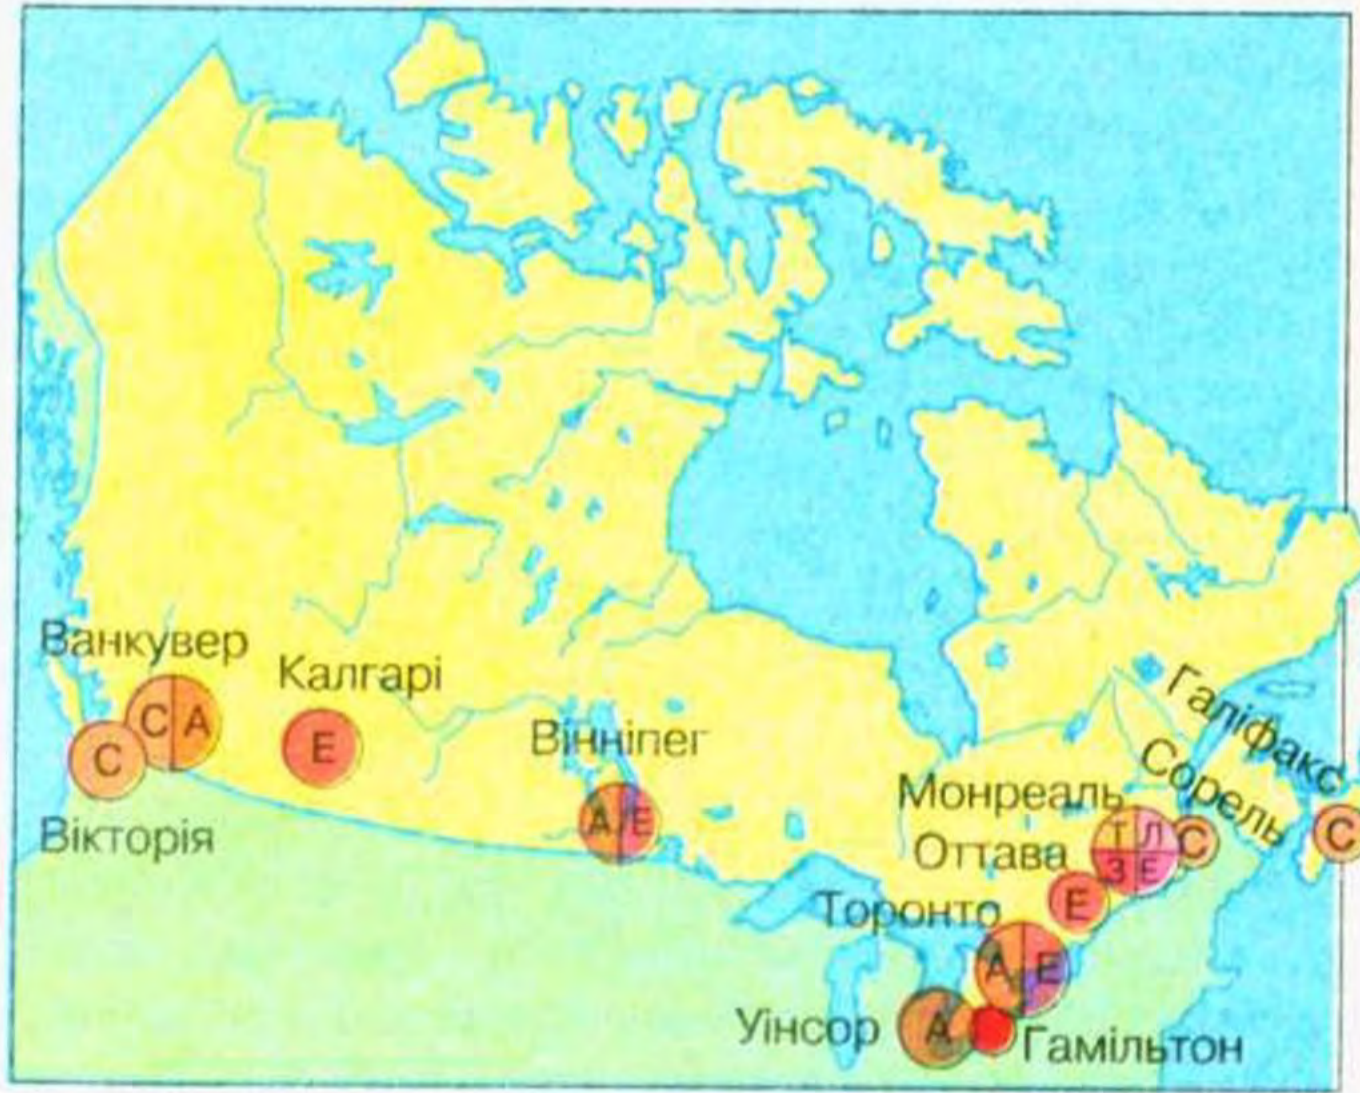 Ванкувер
С А
С
Вікторія
Калгарі
Е
Вінніпег
А Е
Галіфакс
С
Сорель
С
Монреаль
Т Л
З Е
Оттава
Е
Торонто
А Е
Уінсор
А
Гамільтон